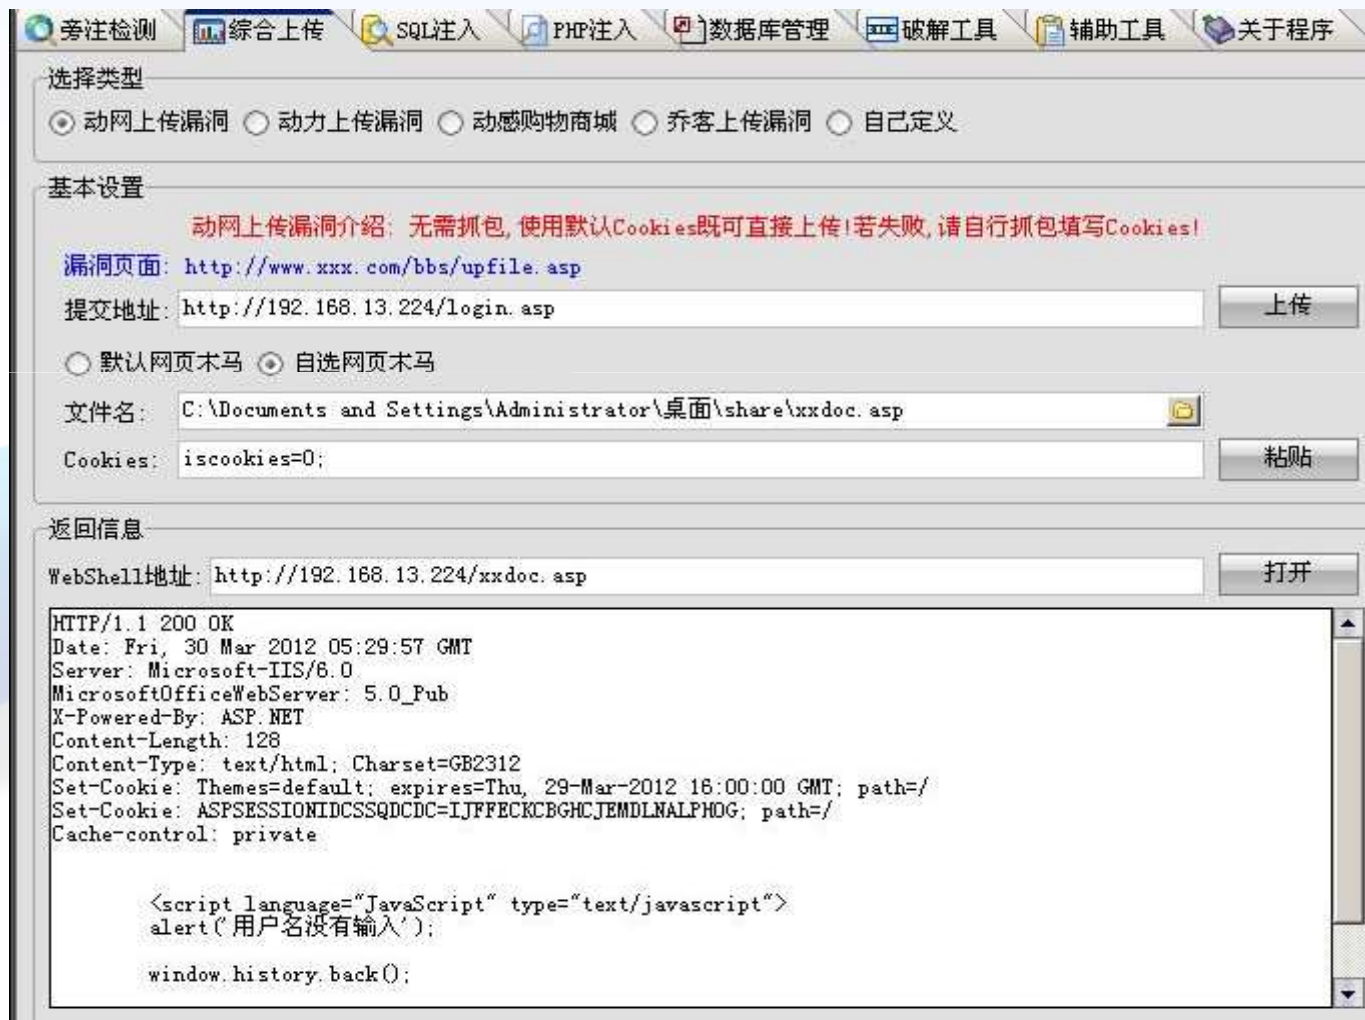 旁注检测 综合上传 SQL注入 PHP注入 数据库管理 破解工具 辅助工具 关于程序
选择类型
动网上传漏洞 动力上传漏洞 动感购物商城 乔客上传漏洞 自己定义
基本设置
动网上传漏洞介绍: 无需抓包,使用默认Cookies既可直接上传!若失败,请自行抓包填写Cookies!
漏洞页面: http://www.xxx.com/bbs/upfile.asp
提交地址: http://192.168.13.224/login.asp 上传
默认网页木马 自选网页木马
文件名: C:\Documents and Settings\Administrator\桌面\share\xxdoc.asp
Cookies: iscookies=0; 粘贴
返回信息
WebShell地址: http://192.168.13.224/xxdoc.asp 打开
HTTP/1.1 200 OK
Date: Fri, 30 Mar 2012 05:29:57 GMT
Server: Microsoft-IIS/6.0
MicrosoftOfficeWebServer: 5.0_Pub
X-Powered-By: ASP.NET
Content-Length: 128
Content-Type: text/html; Charset=GB2312
Set-Cookie: Themes=default; expires=Thu, 29-Mar-2012 16:00:00 GMT; path=/
Set-Cookie: ASPSESSIONIDCSSQDCDC=IJFFECKCBGHCJEMDLNALPHOG; path=/
Cache-control: private
<script language="JavaScript" type="text/javascript">
alert('用户名没有输入');
window.history.back();